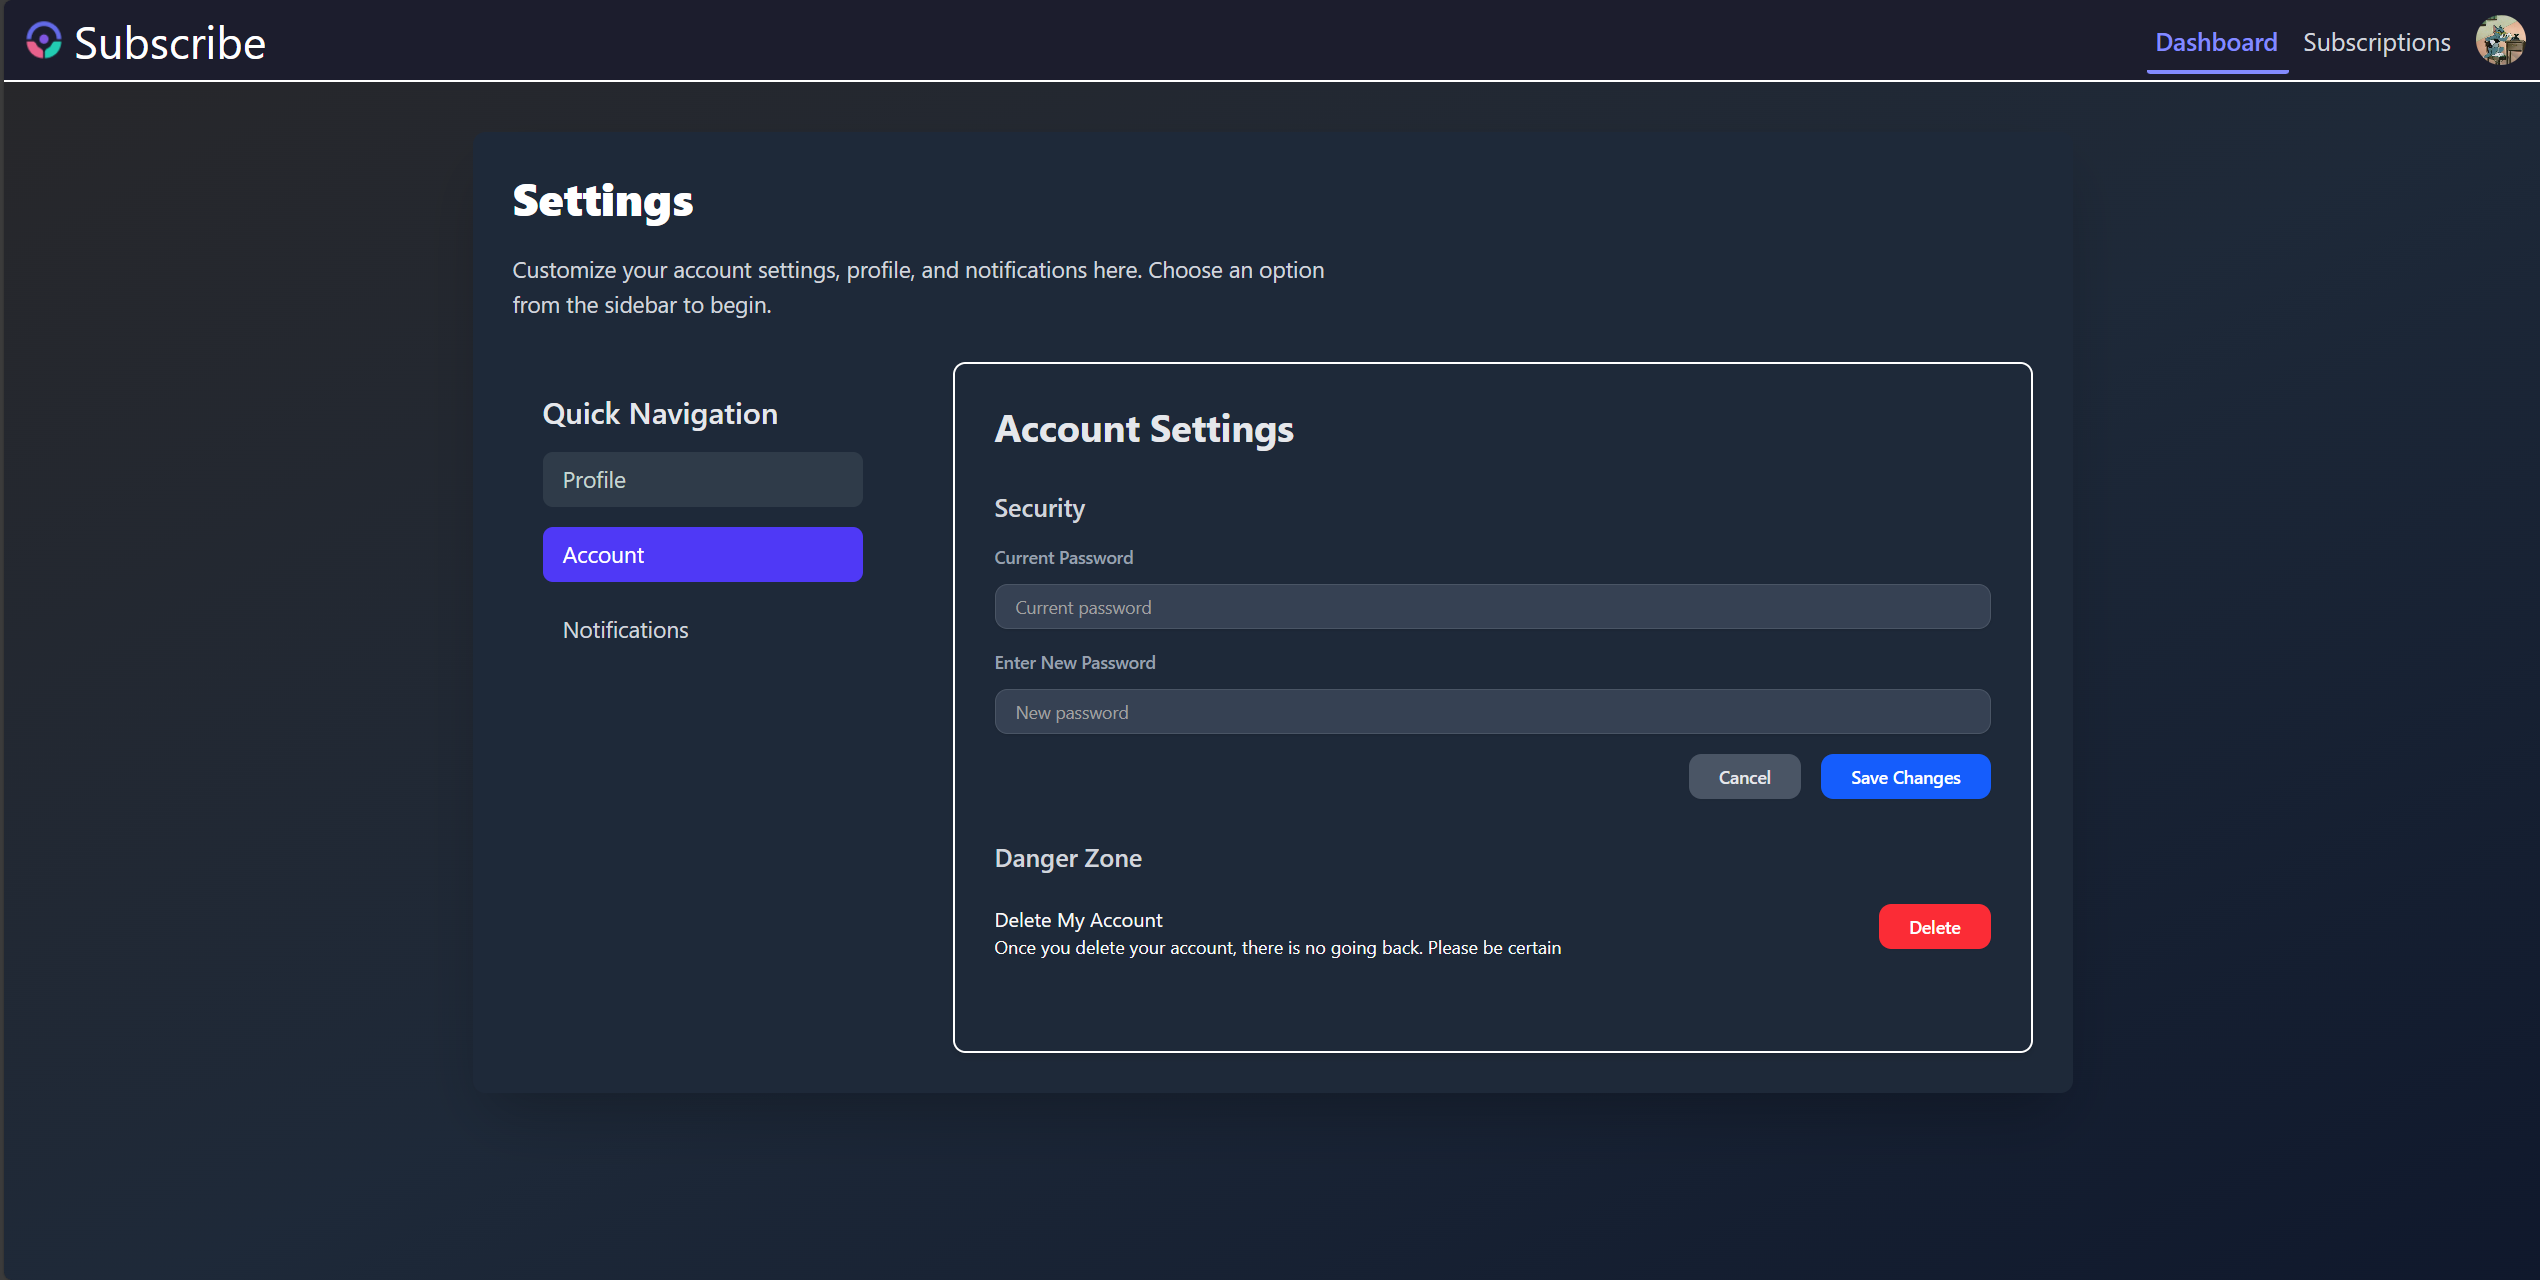 Subscribe
Dashboard
Subscriptions
Settings
Customize your account settings, profile, and notifications here. Choose an option
from the sidebar to begin.
Quick Navigation
Profile
Account
Notifications
Account Settings
Security
Current Password
Current password
Enter New Password
New password
Cancel
Save Changes
Danger Zone
Delete My Account
Once you delete your account, there is no going back. Please be certain
Delete